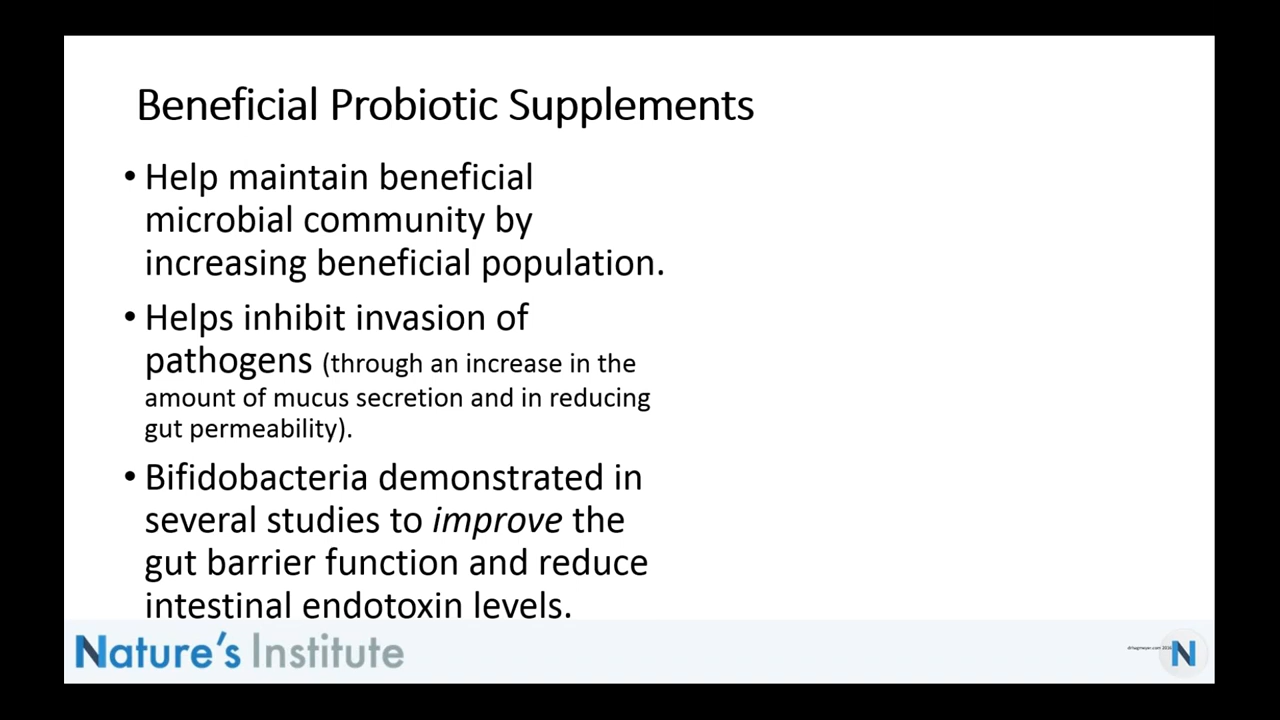 Beneficial Probiotic Supplements
• Help maintain beneficial
microbial community by
increasing beneficial population.
• Helps inhibit invasion of
pathogens (through an increase in the
amount of mucus secretion and in reducing
gut permeability).
• Bifidobacteria demonstrated in
several studies to improve the
gut barrier function and reduce
intestinal endotoxin levels.
Nature's Institute
N